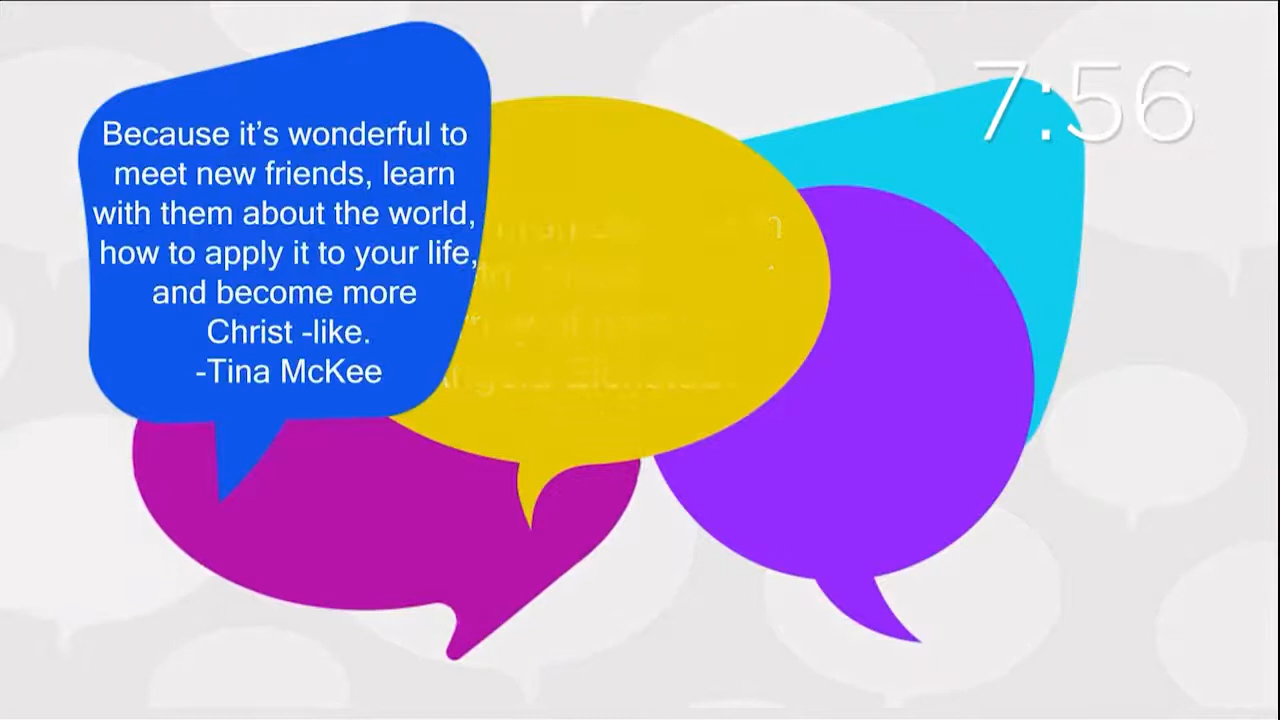 Because it’s wonderful to
meet new friends, learn
with them about the world,
how to apply it to your life,
and become more
Christ -like.
-Tina McKee
7:56